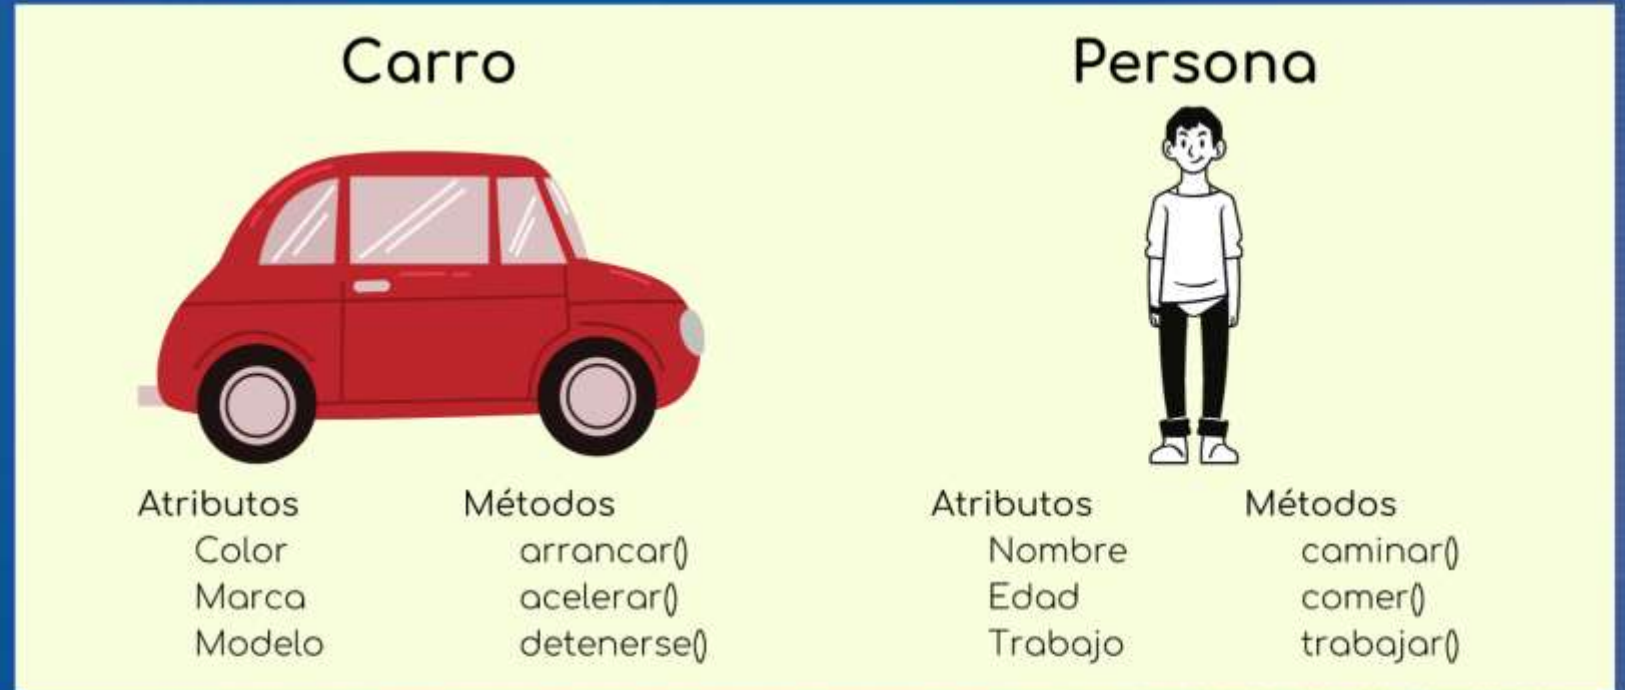 Carro
Atributos Métodos
Color arrancar()
Marca acelerar()
Modelo detenerse()
Persona
Atributos Métodos
Nombre caminar()
Edad comer()
Trabajo trabajar()